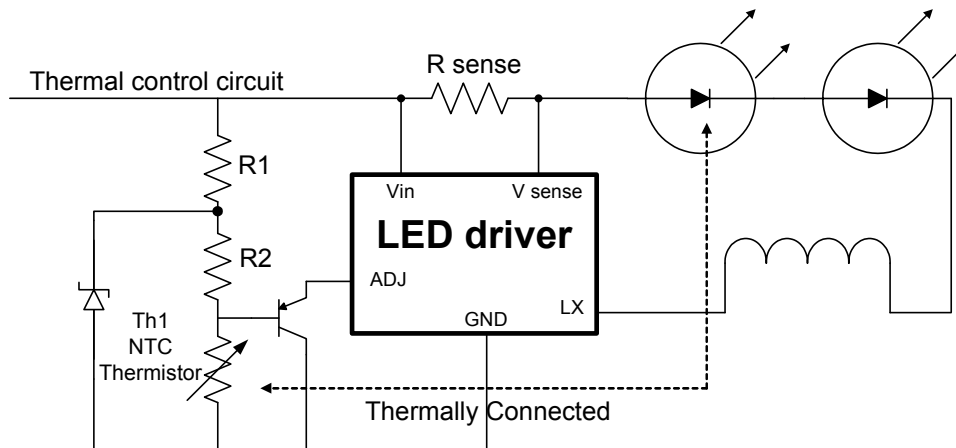 Thermal control circuit
R sense
R1
Vin
V sense
LED driver
R2
ADJ
LX
GND
Th1
NTC
Thermistor
Thermally Connected